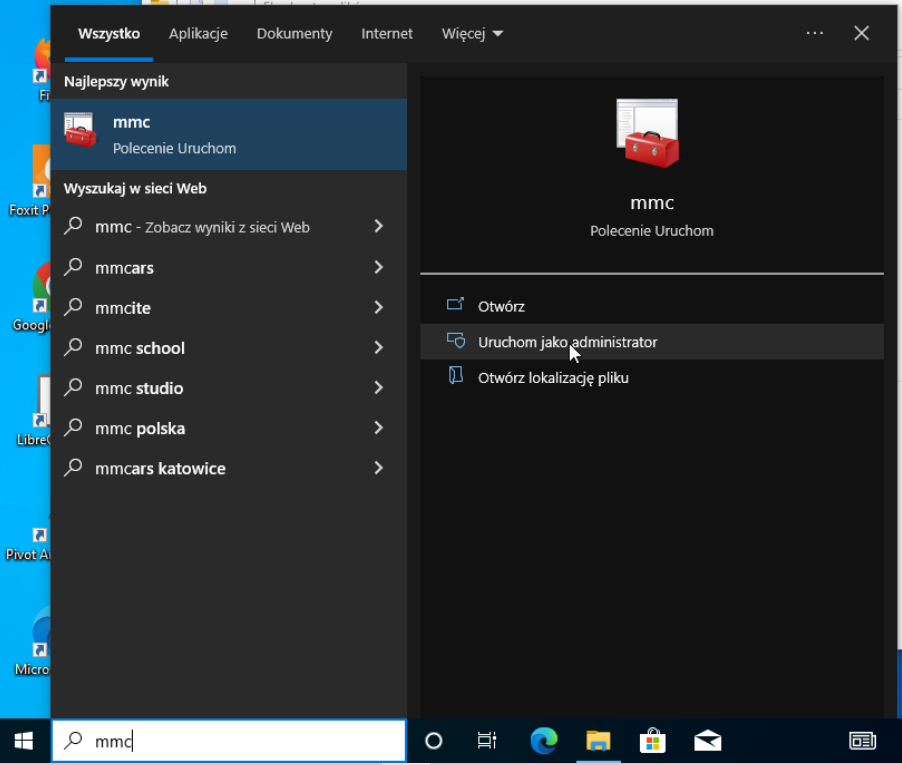 Wszystko Aplikacje Dokumenty Internet Więcej
Najlepszy wynik
mmc
Polecenie Uruchom
Wyszukaj w sieci Web
mmc - Zobacz wyniki z sieci Web
mmcars
mmcite
mmc school
mmc studio
mmc polska
mmcars katowice
mmc
Polecenie Uruchom
Otwórz
Uruchom jako administrator
Otwórz lokalizację pliku
Foxit P
Googl
Libre
Pivot A
Micro
mmc